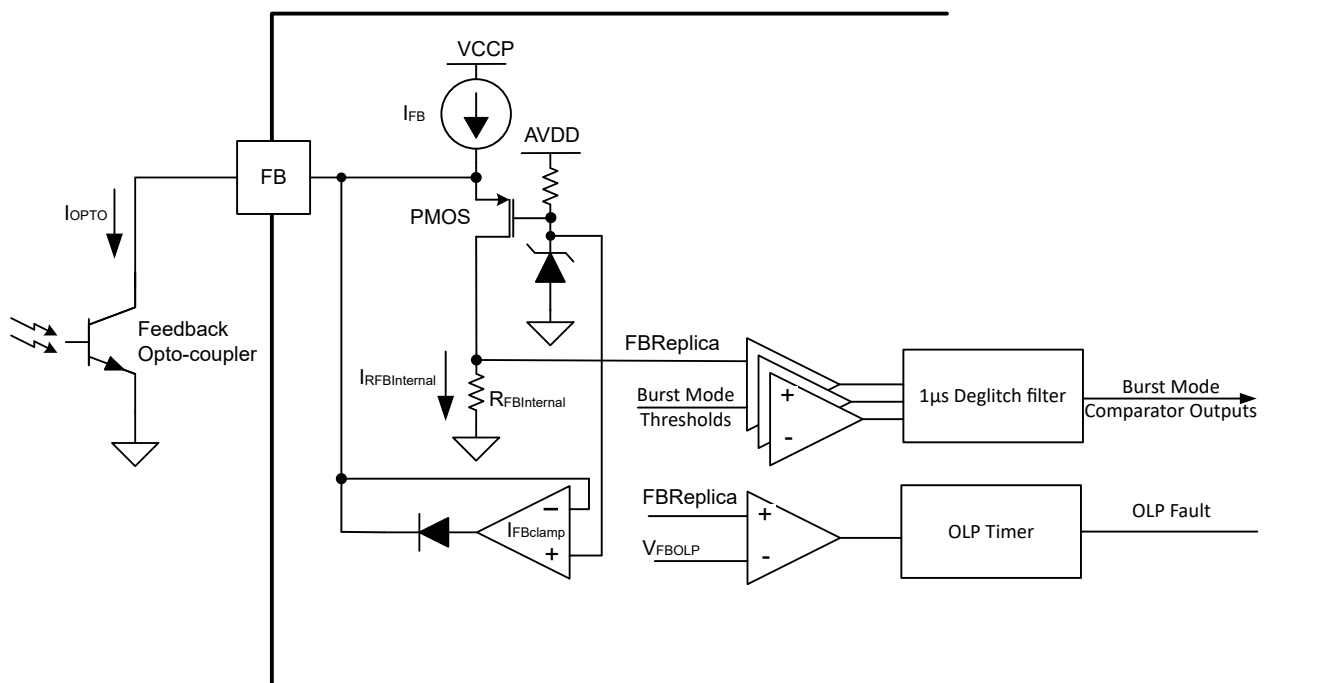 VCCP
IFB
AVDD
FB
PMOS
IOPTO
Feedback
Opto-coupler
FBReplica
IRFBInternal
RFBInternal
Burst Mode
Thresholds
+
-
1µs Deglitch filter
Burst Mode
Comparator Outputs
IFBclamp
−
+
FBReplica
VFBOLP
+
-
OLP Timer
OLP Fault